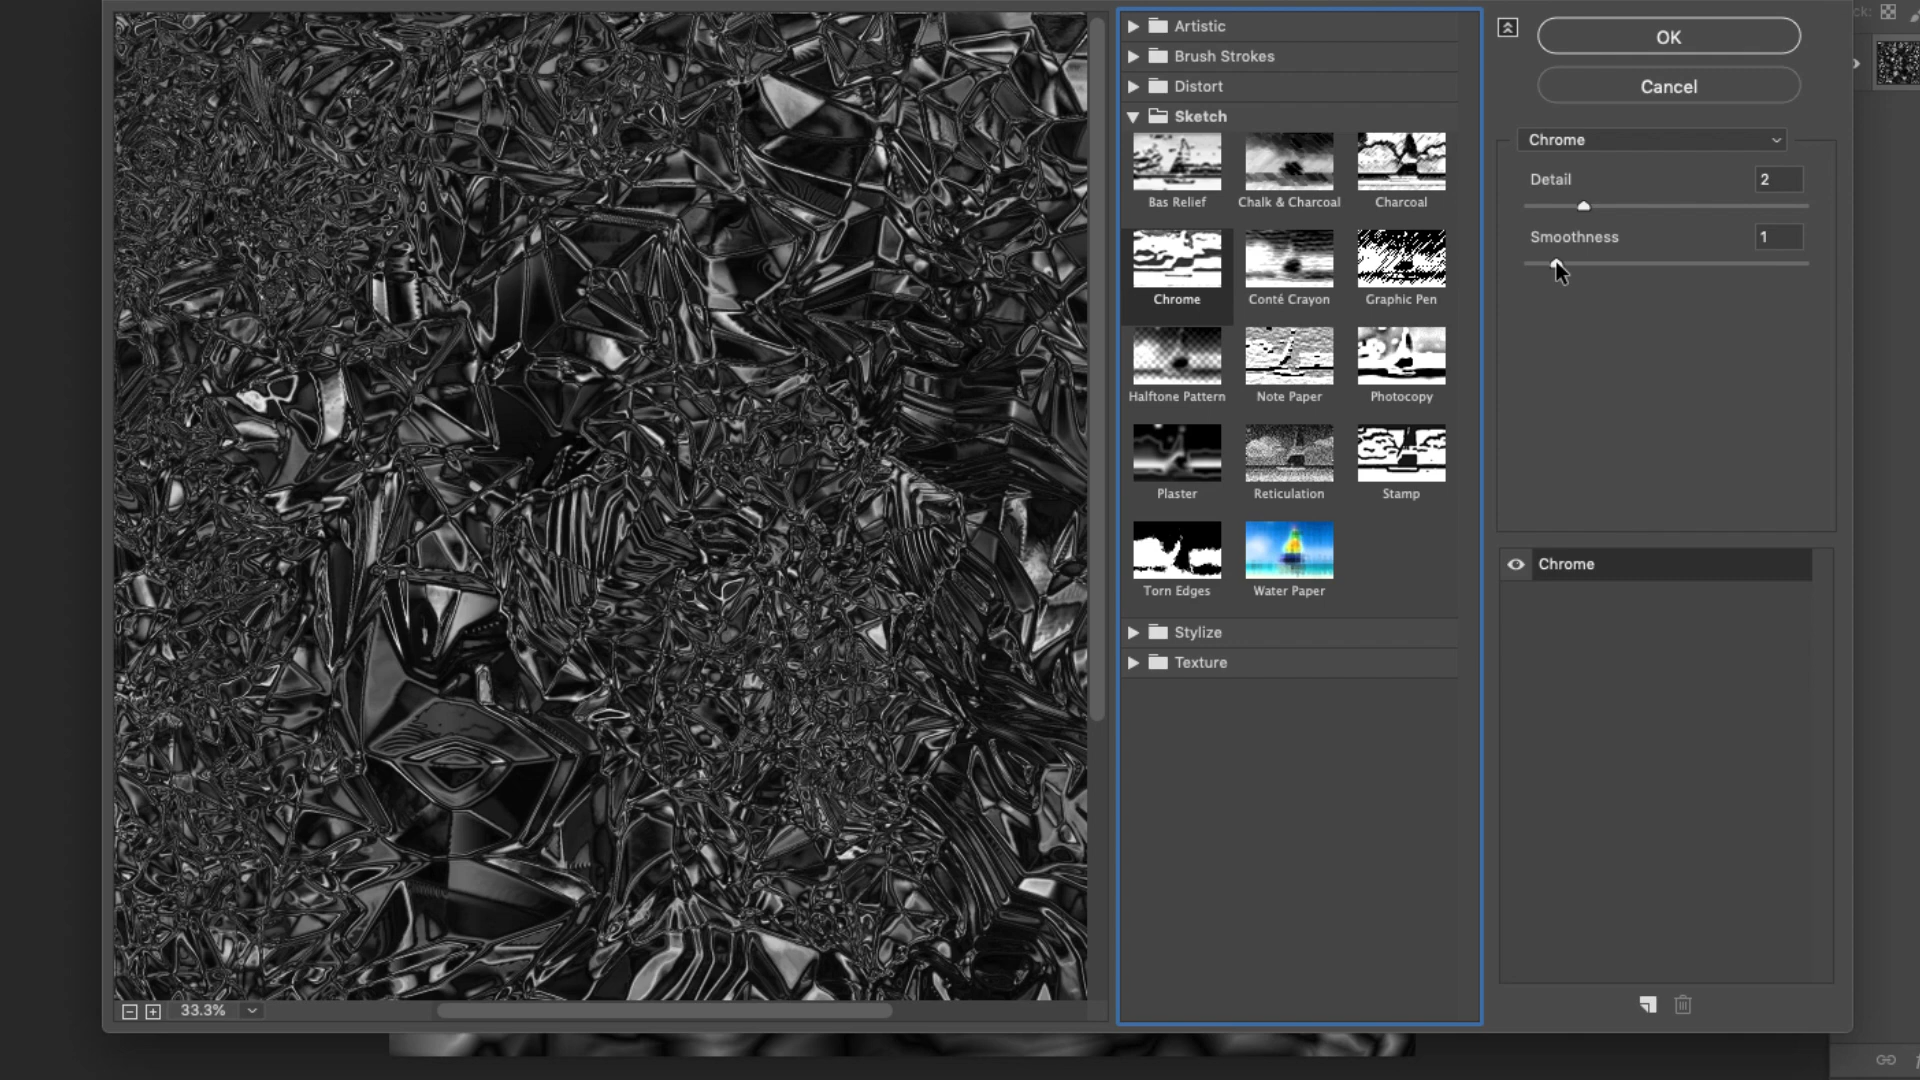 Artistic
Brush Strokes
Distort
Sketch
Bas Relief
Chalk & Charcoal
Charcoal
Chrome
Conté Crayon
Graphic Pen
Halftone Pattern
Note Paper
Photocopy
Plaster
Reticulation
Stamp
Torn Edges
Water Paper
Stylize
Texture
OK
Cancel
Chrome
Detail
2
Smoothness
1
Chrome
33.3%